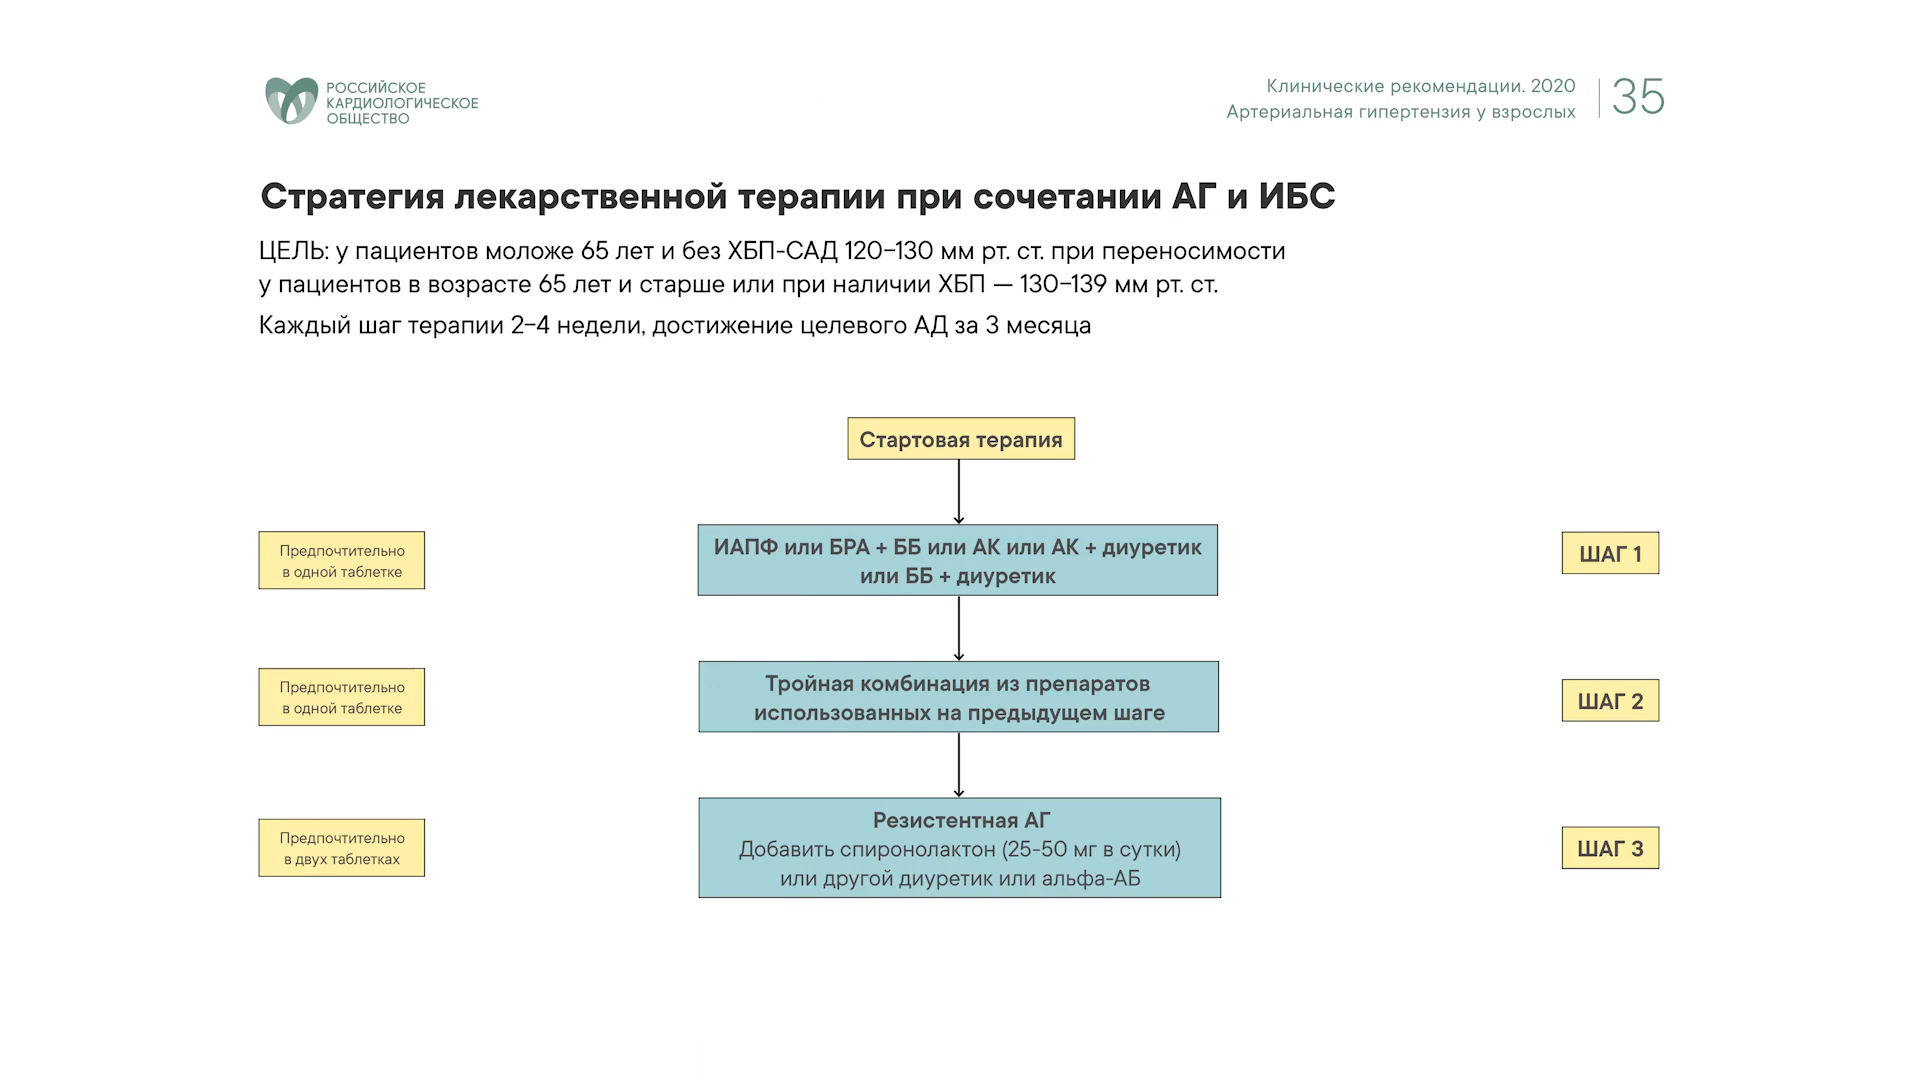 РОССИЙСКОЕ
КАРДИОЛОГИЧЕСКОЕ
ОБЩЕСТВО
Клинические рекомендации. 2020
Артериальная гипертензия у взрослых
35
Стратегия лекарственной терапии при сочетании АГ и ИБС
ЦЕЛЬ: у пациентов моложе 65 лет и без ХБП-САД 120–130 мм рт. ст. при переносимости
у пациентов в возрасте 65 лет и старше или при наличии ХБП — 130–139 мм рт. ст.
Каждый шаг терапии 2–4 недели, достижение целевого АД за 3 месяца
Стартовая терапия
Предпочтительно
в одной таблетке
ИАПФ или БРА + ББ или АК или АК + диуретик
или ББ + диуретик
ШАГ 1
Предпочтительно
в одной таблетке
Тройная комбинация из препаратов
использованных на предыдущем шаге
ШАГ 2
Предпочтительно
в двух таблетках
Резистентная АГ
Добавить спиронолактон (25-50 мг в сутки)
или другой диуретик или альфа-АБ
ШАГ 3